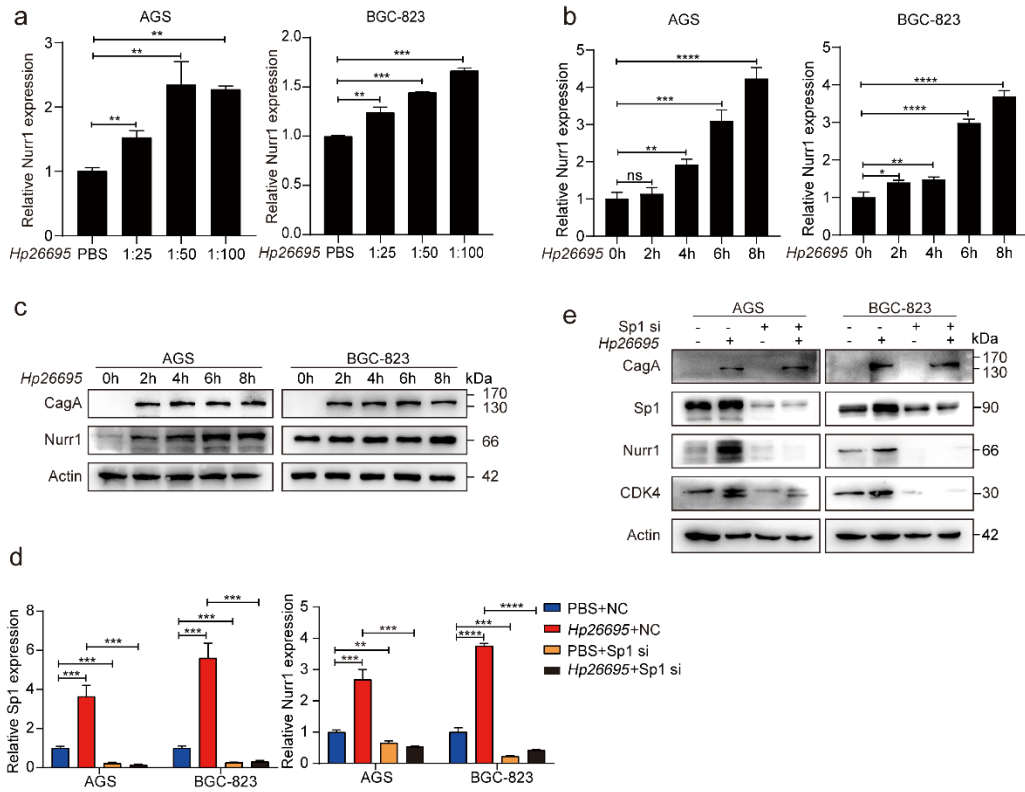 a
AGS
BGC-823
Relative Nurr1 expression
3
2
1
0
**
**
**
Hp26695 PBS 1:25 1:50 1:100
Relative Nurr1 expression
2.0
1.5
1.0
0.5
0.0
***
***
**
Hp26695 PBS 1:25 1:50 1:100
b
AGS
BGC-823
Relative Nurr1 expression
5
4
3
2
1
0
****
***
**
ns
Hp26695 0h 2h 4h 6h 8h
Relative Nurr1 expression
5
4
3
2
1
0
****
****
**
*
Hp26695 0h 2h 4h 6h 8h
c
AGS BGC-823
Hp26695 0h 2h 4h 6h 8h 0h 2h 4h 6h 8h kDa
CagA 170
130
Nurr1 66
Actin 42
e
AGS BGC-823
Sp1 si - - + + - - + +
Hp26695 - + - + - + - + kDa
CagA 170
130
Sp1 90
Nurr1 66
CDK4 30
Actin 42
d
Relative Sp1 expression
8
6
4
2
0
***
***
***
***
***
***
AGS BGC-823
Relative Nurr1 expression
5
4
3
2
1
0
***
**
***
****
***
****
AGS BGC-823
PBS+NC
Hp26695+NC
PBS+Sp1 si
Hp26695+Sp1 si